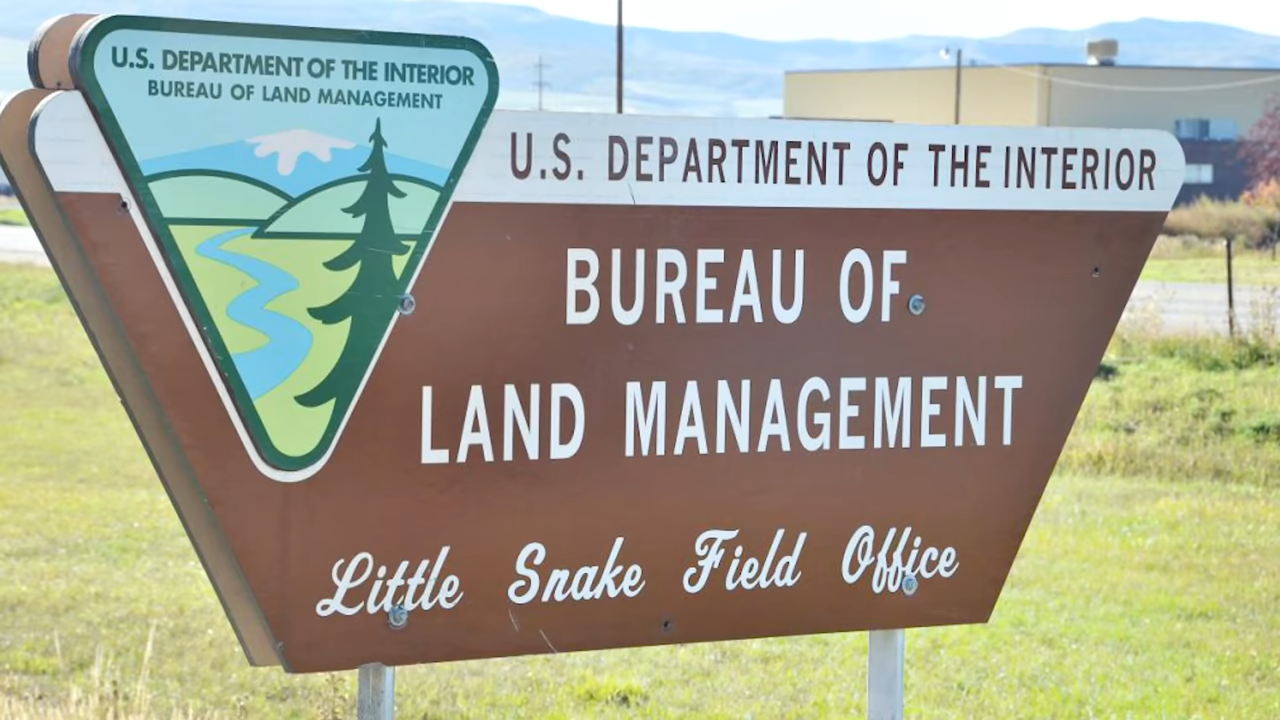 U.S. DEPARTMENT OF THE INTERIOR
BUREAU OF LAND MANAGEMENT
U.S. DEPARTMENT OF THE INTERIOR
BUREAU OF
LAND MANAGEMENT
Little Snake Field Office